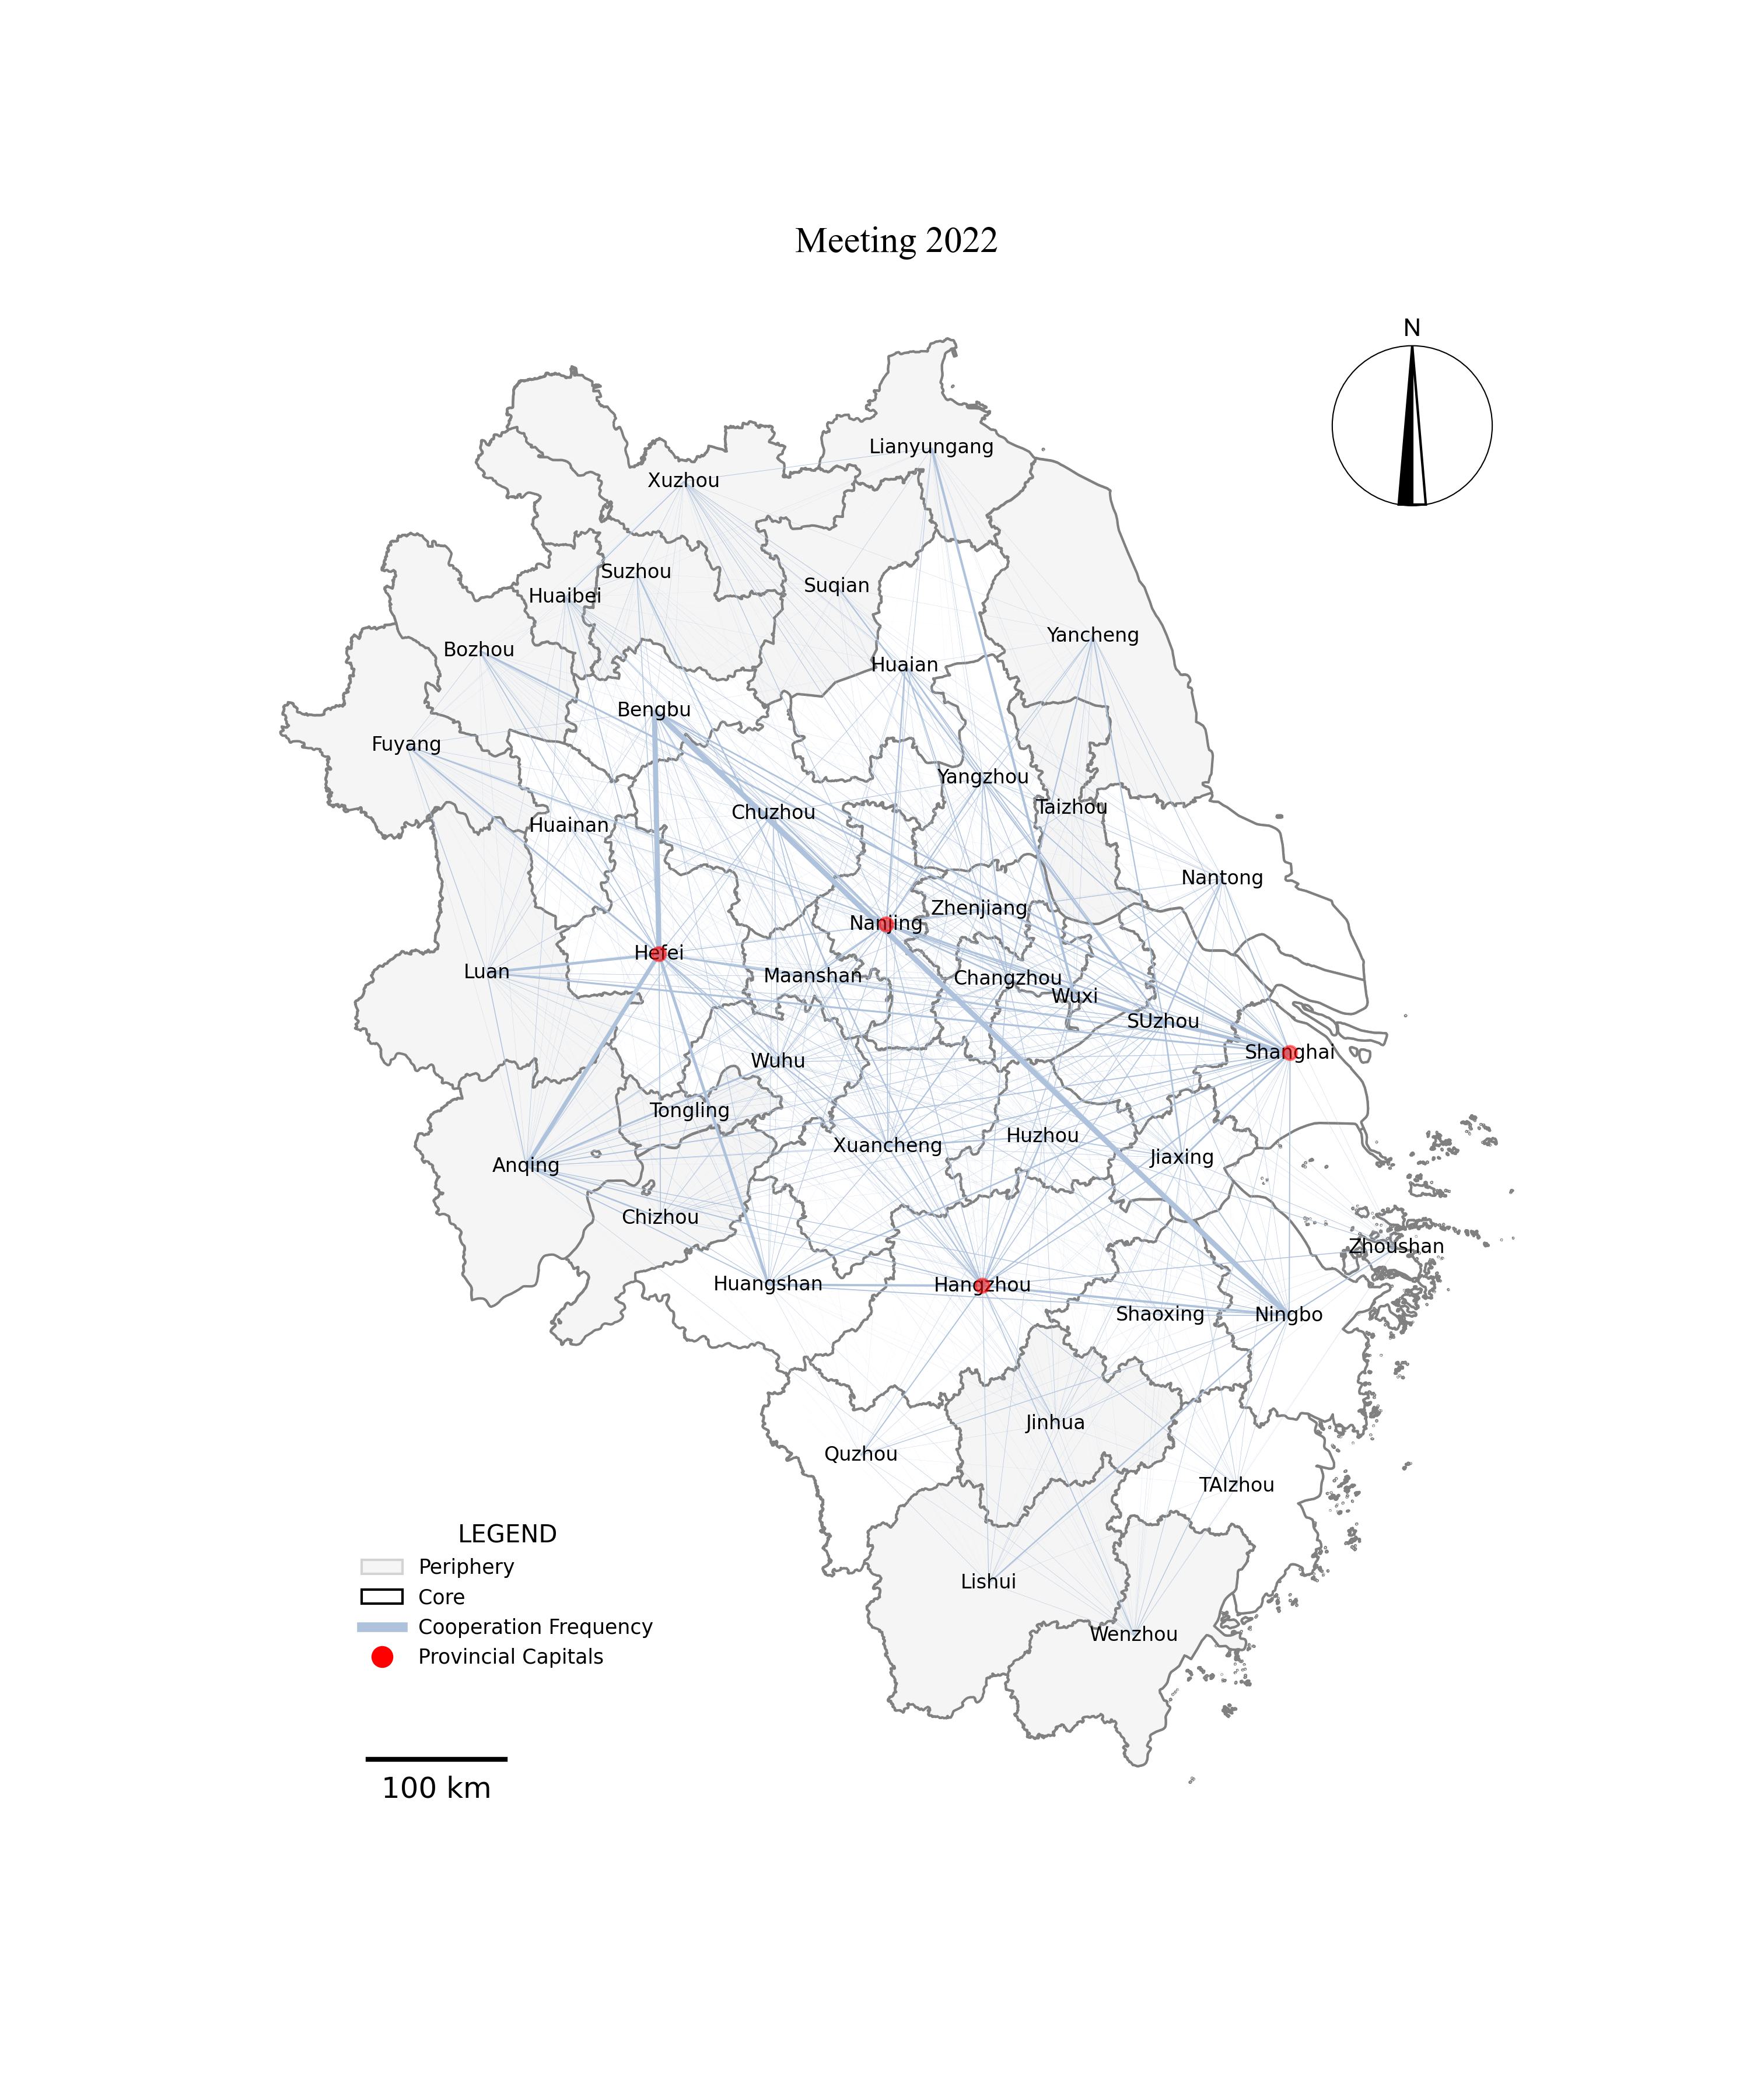 Meeting 2022
N
Lianyungang
Xuzhou
Suzhou
Suqian
Huaibei
Yancheng
Bozhou
Huaian
Bengbu
Fuyang
Yangzhou
Taizhou
Chuzhou
Huainan
Nantong
Zhenjiang
Nanjing
Hefei
Luan
Maanshan
Changzhou
Wuxi
SUzhou
Shanghai
Wuhu
Tongling
Huzhou
Xuancheng
Jiaxing
Anqing
Chizhou
Zhoushan
Huangshan
Hangzhou
Shaoxing
Ningbo
Jinhua
Quzhou
TAIzhou
Lishui
Wenzhou
LEGEND
Periphery
Core
Cooperation Frequency
Provincial Capitals
100 km